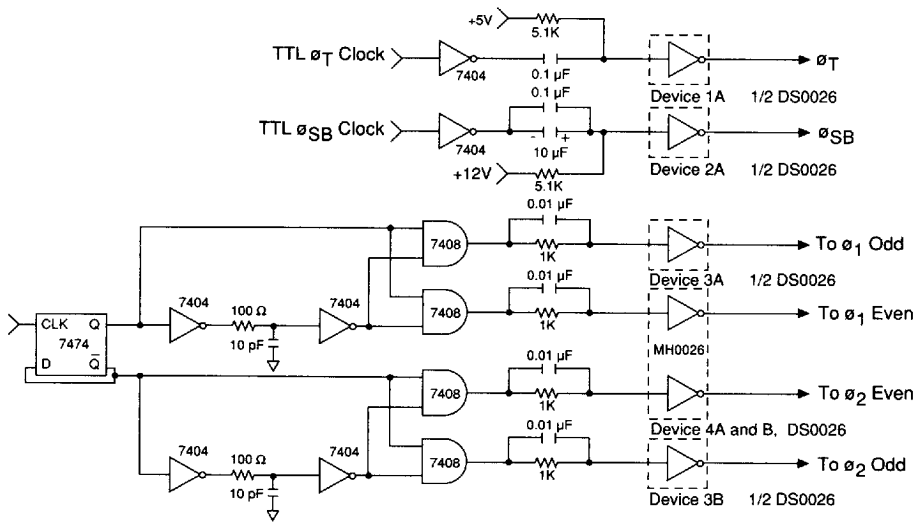 +5V
5.1K
TTL øT Clock
7404
0.1 µF
øT
Device 1A 1/2 DS0026
0.1 µF
TTL øSB Clock
7404
- +
10 µF
øSB
+12V
5.1K
Device 2A 1/2 DS0026
0.01 µF
7408
1K
To ø1 Odd
Device 3A 1/2 DS0026
0.01 µF
7404
100 Ω
7404
7408
1K
To ø1 Even
CLK Q
7474
D Q̅
10 pF
MH0026
0.01 µF
7408
1K
To ø2 Even
Device 4A and B, DS0026
0.01 µF
7404
100 Ω
7404
7408
1K
To ø2 Odd
10 pF
Device 3B 1/2 DS0026